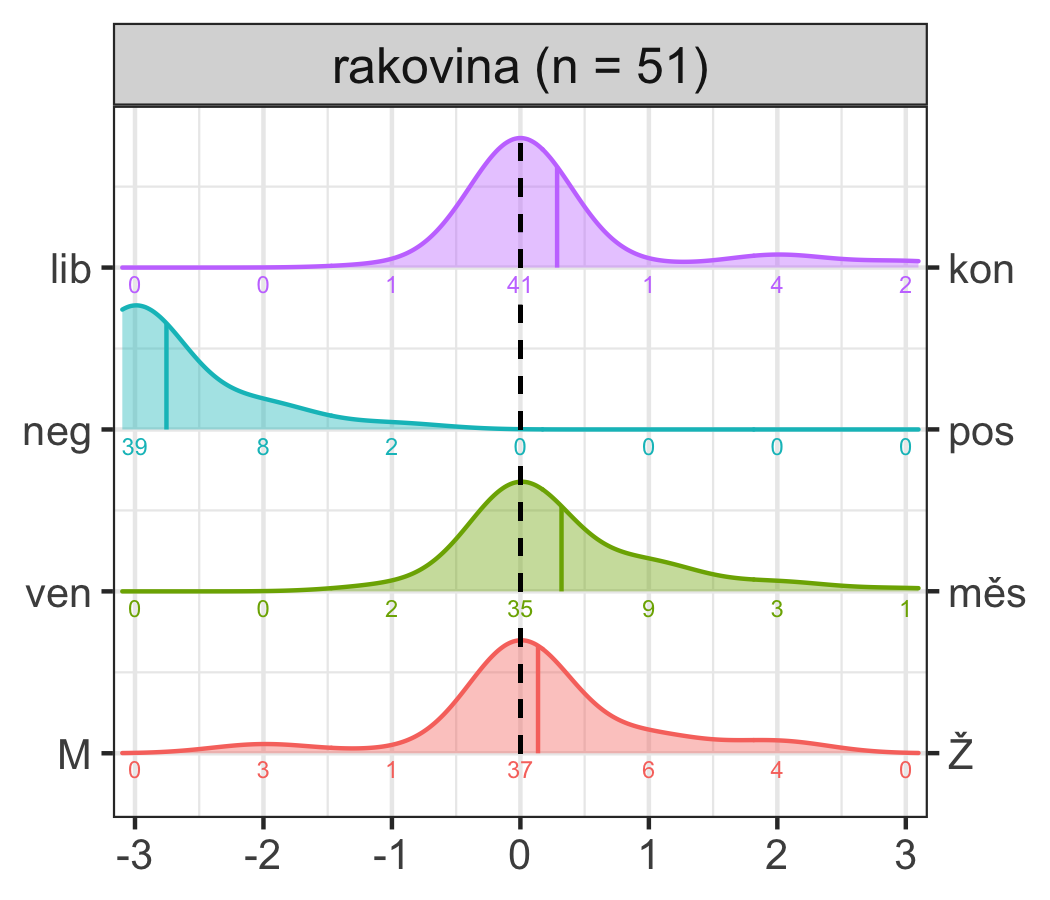 rakovina (n = 51)
lib kon
0 0 1 41 1 4 2
neg pos
39 8 2 0 0 0 0
ven měs
0 0 2 35 9 3 1
M Ž
0 3 1 37 6 4 0
-3 -2 -1 0 1 2 3